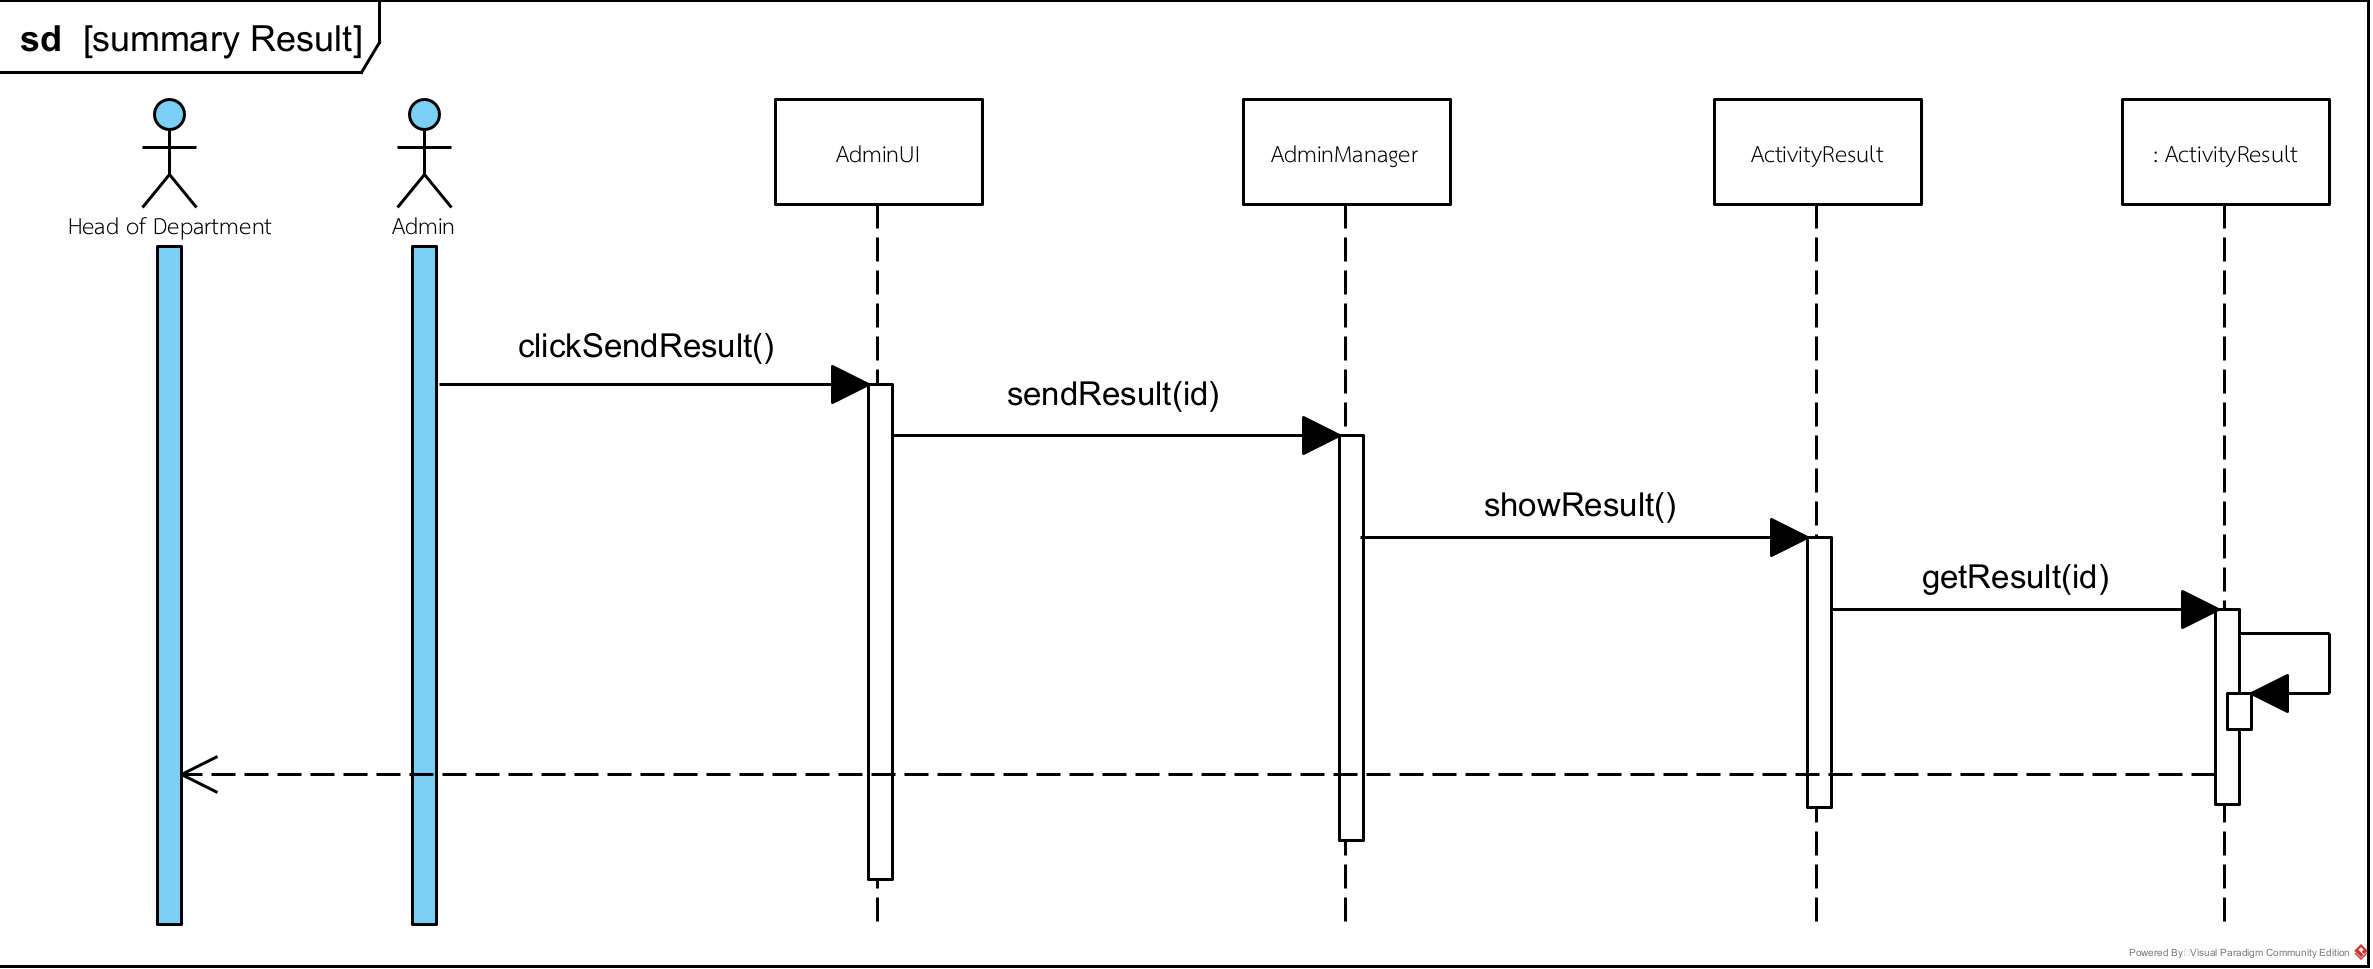 sd [summary Result]
Head of Department
Admin
AdminUI
AdminManager
ActivityResult
: ActivityResult
clickSendResult()
sendResult(id)
showResult()
getResult(id)
Powered By Visual Paradigm Community Edition